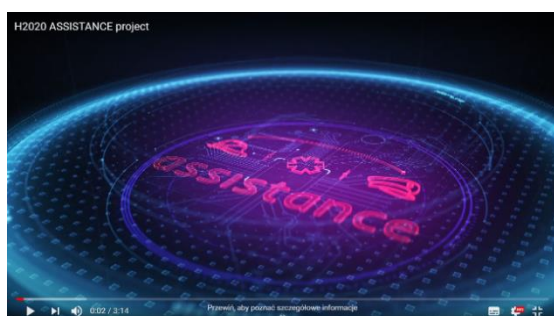 H2020 ASSISTANCE project
assistance
0:02 / 3:14
Przewiń, aby poznać szczegółowe informacje